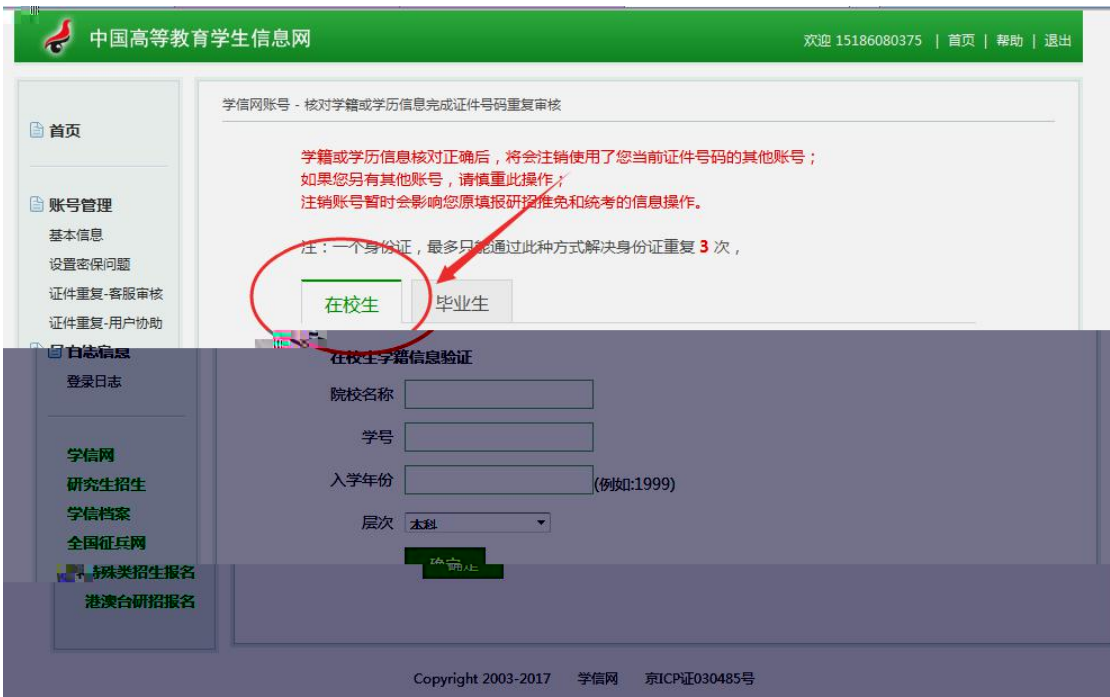 中国高等教育学生信息网
欢迎 15186080375 | 首页 | 帮助 | 退出
首页
账号管理
基本信息
设置密保问题
证件重复-客服审核
证件重复-用户协助
日志信息
登录日志
学信网
研究生招生
学信档案
全国征兵网
特殊类招生报名
港澳台研招报名
学信网账号 - 核对学籍或学历信息完成证件号码重复审核
学籍或学历信息核对正确后，将会注销使用了您当前证件号码的其他账号；
如果您另有其他账号，请慎重此操作；
注销账号暂时会影响您原填报研招推免和统考的信息操作。
注：一个身份证，最多只能通过此种方式解决身份证重复 3 次，
在校生 毕业生
在校生学籍信息验证
院校名称
学号
入学年份 (例如:1999)
层次 本科
确定
Copyright 2003-2017 学信网 京ICP证030485号